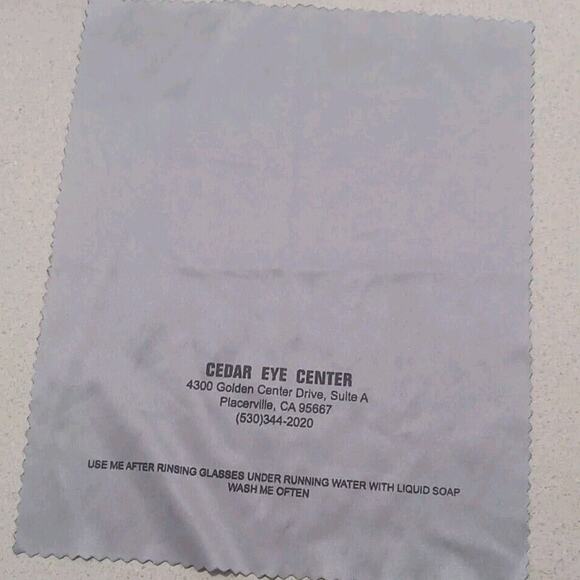 CEDAR EYE CENTER
4300 Golden Center Drive, Suite A
Placerville, CA 95667
(530)344-2020
USE ME AFTER RINSING GLASSES UNDER RUNNING WATER WITH LIQUID SOAP
WASH ME OFTEN